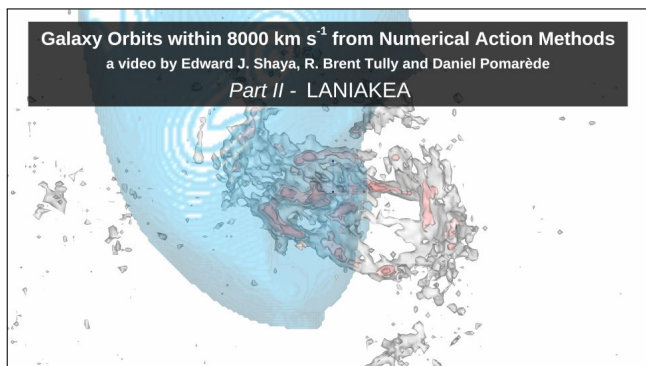 Galaxy Orbits within 8000 km s⁻¹ from Numerical Action Methods
a video by Edward J. Shaya, R. Brent Tully and Daniel Pomarède
Part II - LANIAKEA